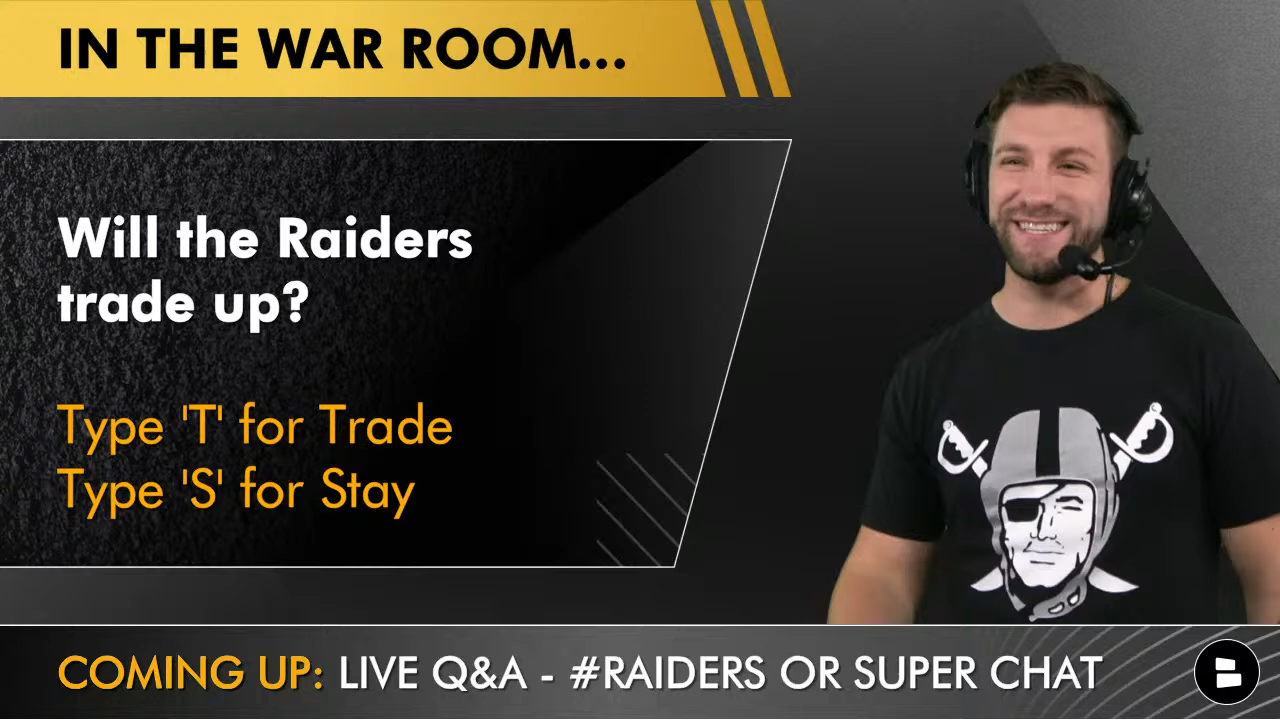 IN THE WAR ROOM...
Will the Raiders
trade up?
Type 'T' for Trade
Type 'S' for Stay
COMING UP: LIVE Q&A - #RAIDERS OR SUPER CHAT